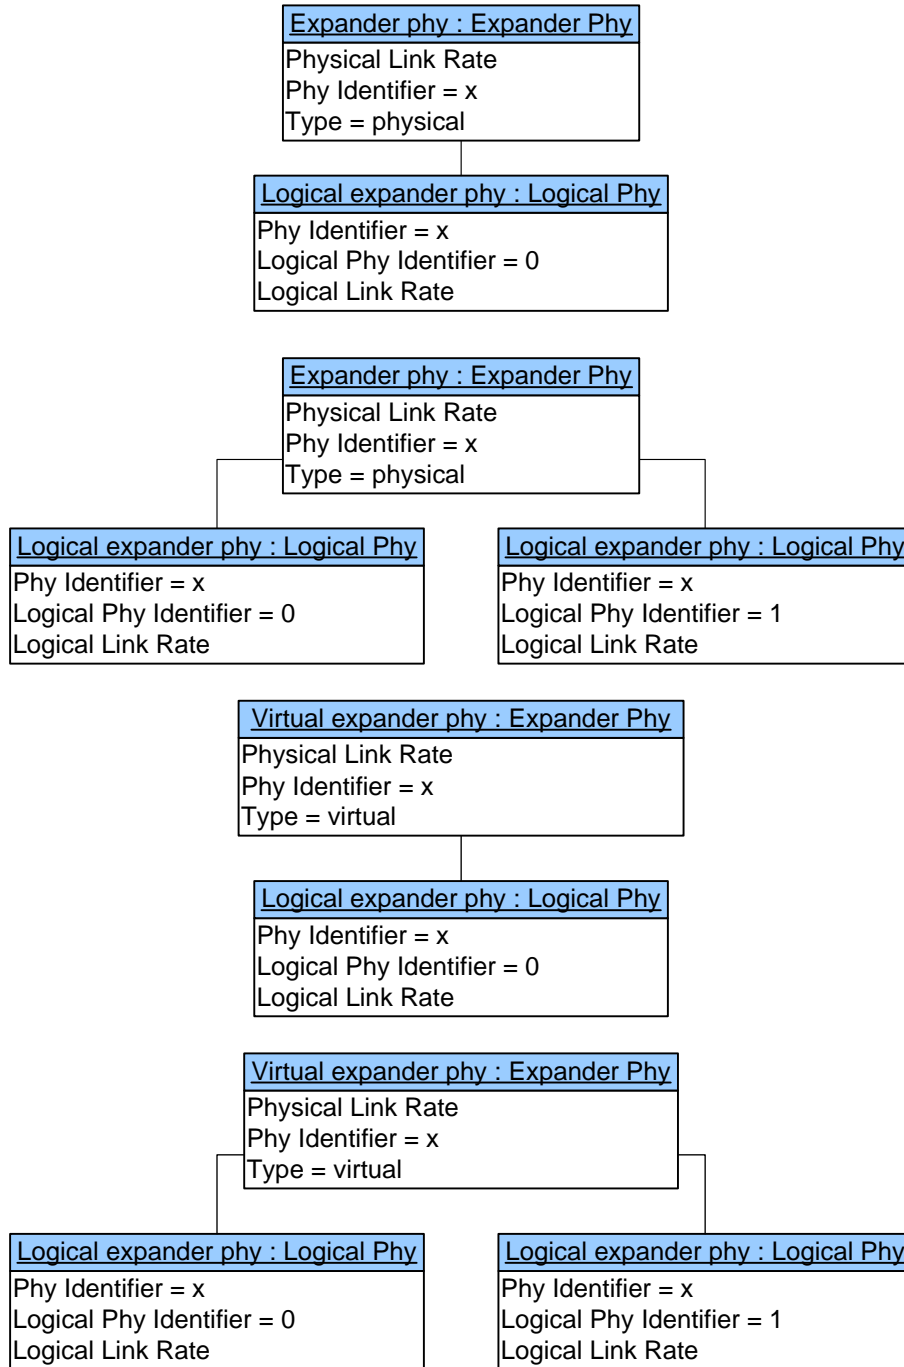 Expander phy : Expander Phy
Physical Link Rate
Phy Identifier = x
Type = physical
Logical expander phy : Logical Phy
Phy Identifier = x
Logical Phy Identifier = 0
Logical Link Rate
Expander phy : Expander Phy
Physical Link Rate
Phy Identifier = x
Type = physical
Logical expander phy : Logical Phy
Phy Identifier = x
Logical Phy Identifier = 0
Logical Link Rate
Logical expander phy : Logical Phy
Phy Identifier = x
Logical Phy Identifier = 1
Logical Link Rate
Virtual expander phy : Expander Phy
Physical Link Rate
Phy Identifier = x
Type = virtual
Logical expander phy : Logical Phy
Phy Identifier = x
Logical Phy Identifier = 0
Logical Link Rate
Virtual expander phy : Expander Phy
Physical Link Rate
Phy Identifier = x
Type = virtual
Logical expander phy : Logical Phy
Phy Identifier = x
Logical Phy Identifier = 0
Logical Link Rate
Logical expander phy : Logical Phy
Phy Identifier = x
Logical Phy Identifier = 1
Logical Link Rate